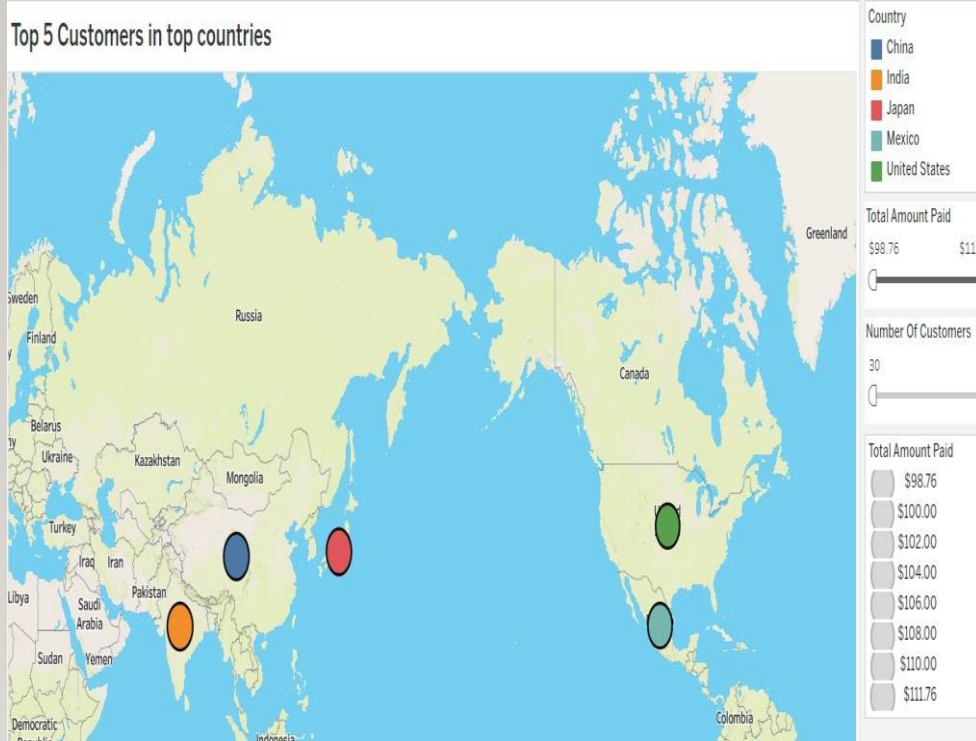 Top 5 Customers in top countries
Greenland
Sweden
Finland
Russia
Canada
Belarus
Ukraine
Kazakhstan
Mongolia
Turkey
Iraq
Iran
Pakistan
Libya
Saudi
Arabia
Sudan
Yemen
Democratic
Colombia
Indonesia
Country
China
India
Japan
Mexico
United States
Total Amount Paid
$98.76 $11
Number Of Customers
30
Total Amount Paid
$98.76
$100.00
$102.00
$104.00
$106.00
$108.00
$110.00
$111.76